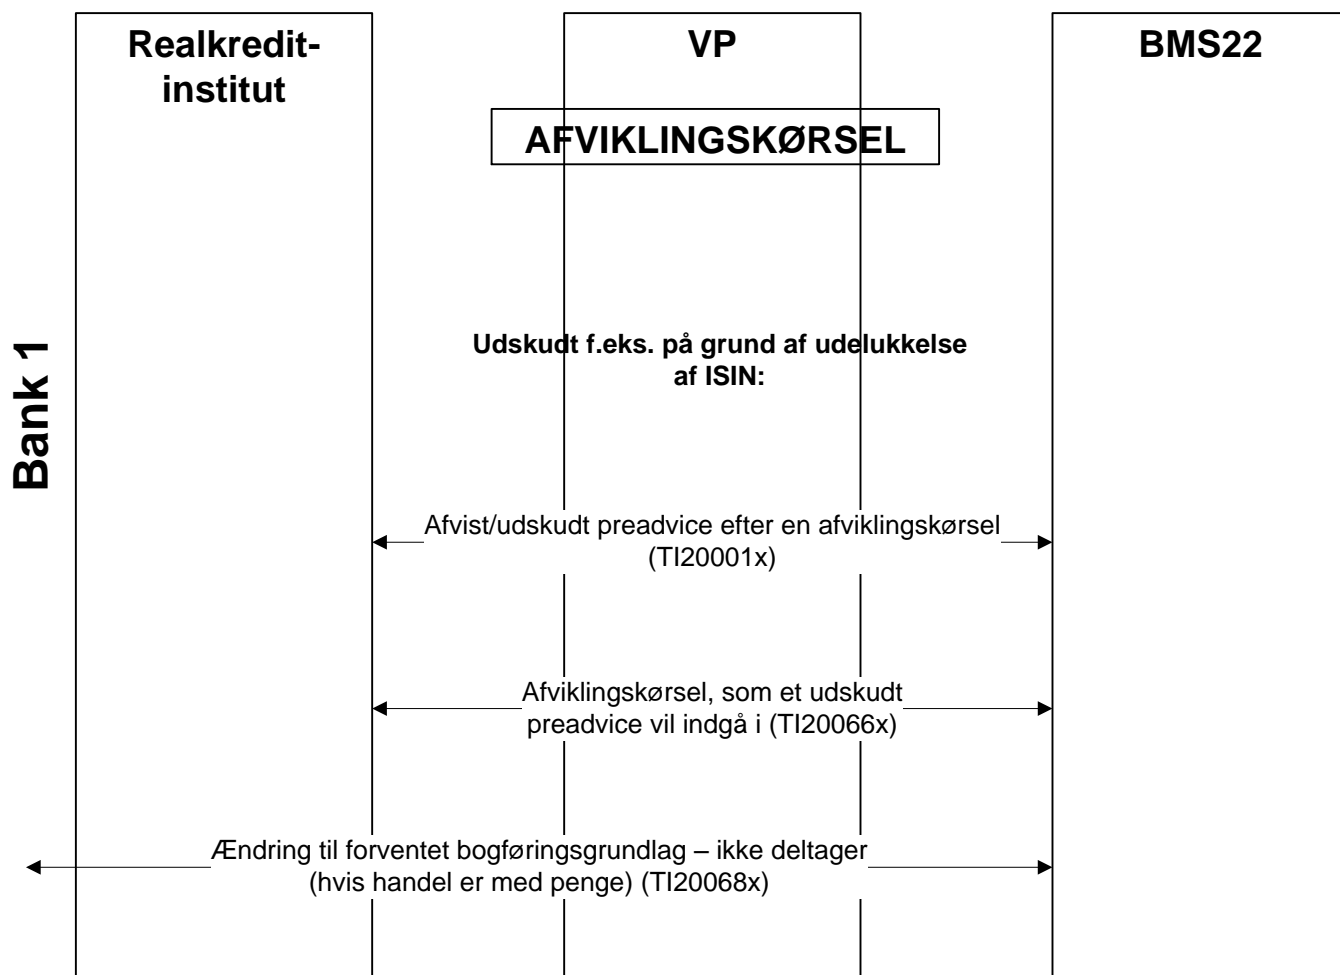 Realkredit-
institut
VP
BMS22
AFVIKLINGSKØRSEL
Udskudt f.eks. på grund af udelukkelse
af ISIN:
Bank 1
Afvist/udskudt preadvice efter en afviklingskørsel
(TI20001x)
Afviklingskørsel, som et udskudt
preadvice vil indgå i (TI20066x)
Ændring til forventet bogføringsgrundlag – ikke deltager
(hvis handel er med penge) (TI20068x)